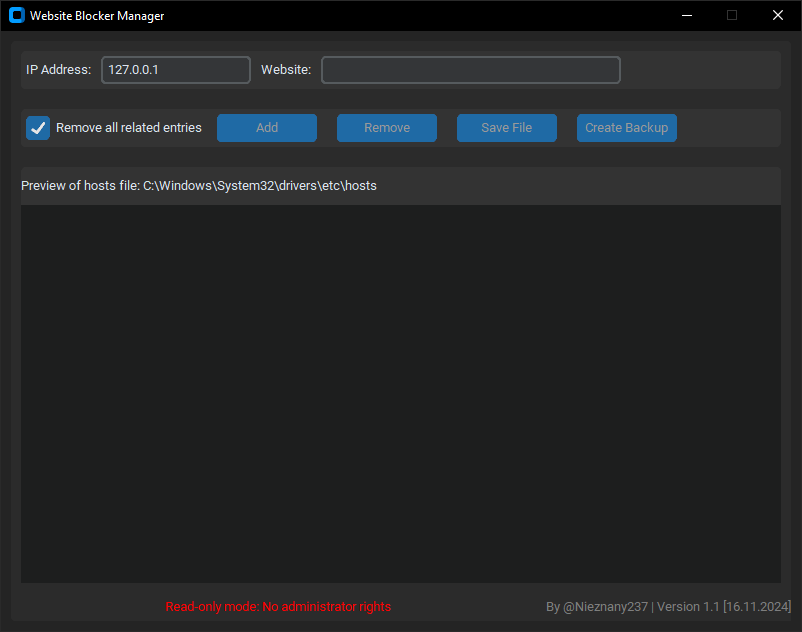 Website Blocker Manager
IP Address: 127.0.0.1 Website:
Remove all related entries Add Remove Save File Create Backup
Preview of hosts file: C:\Windows\System32\drivers\etc\hosts
Read-only mode: No administrator rights By @Nieznany237 | Version 1.1 [16.11.2024]